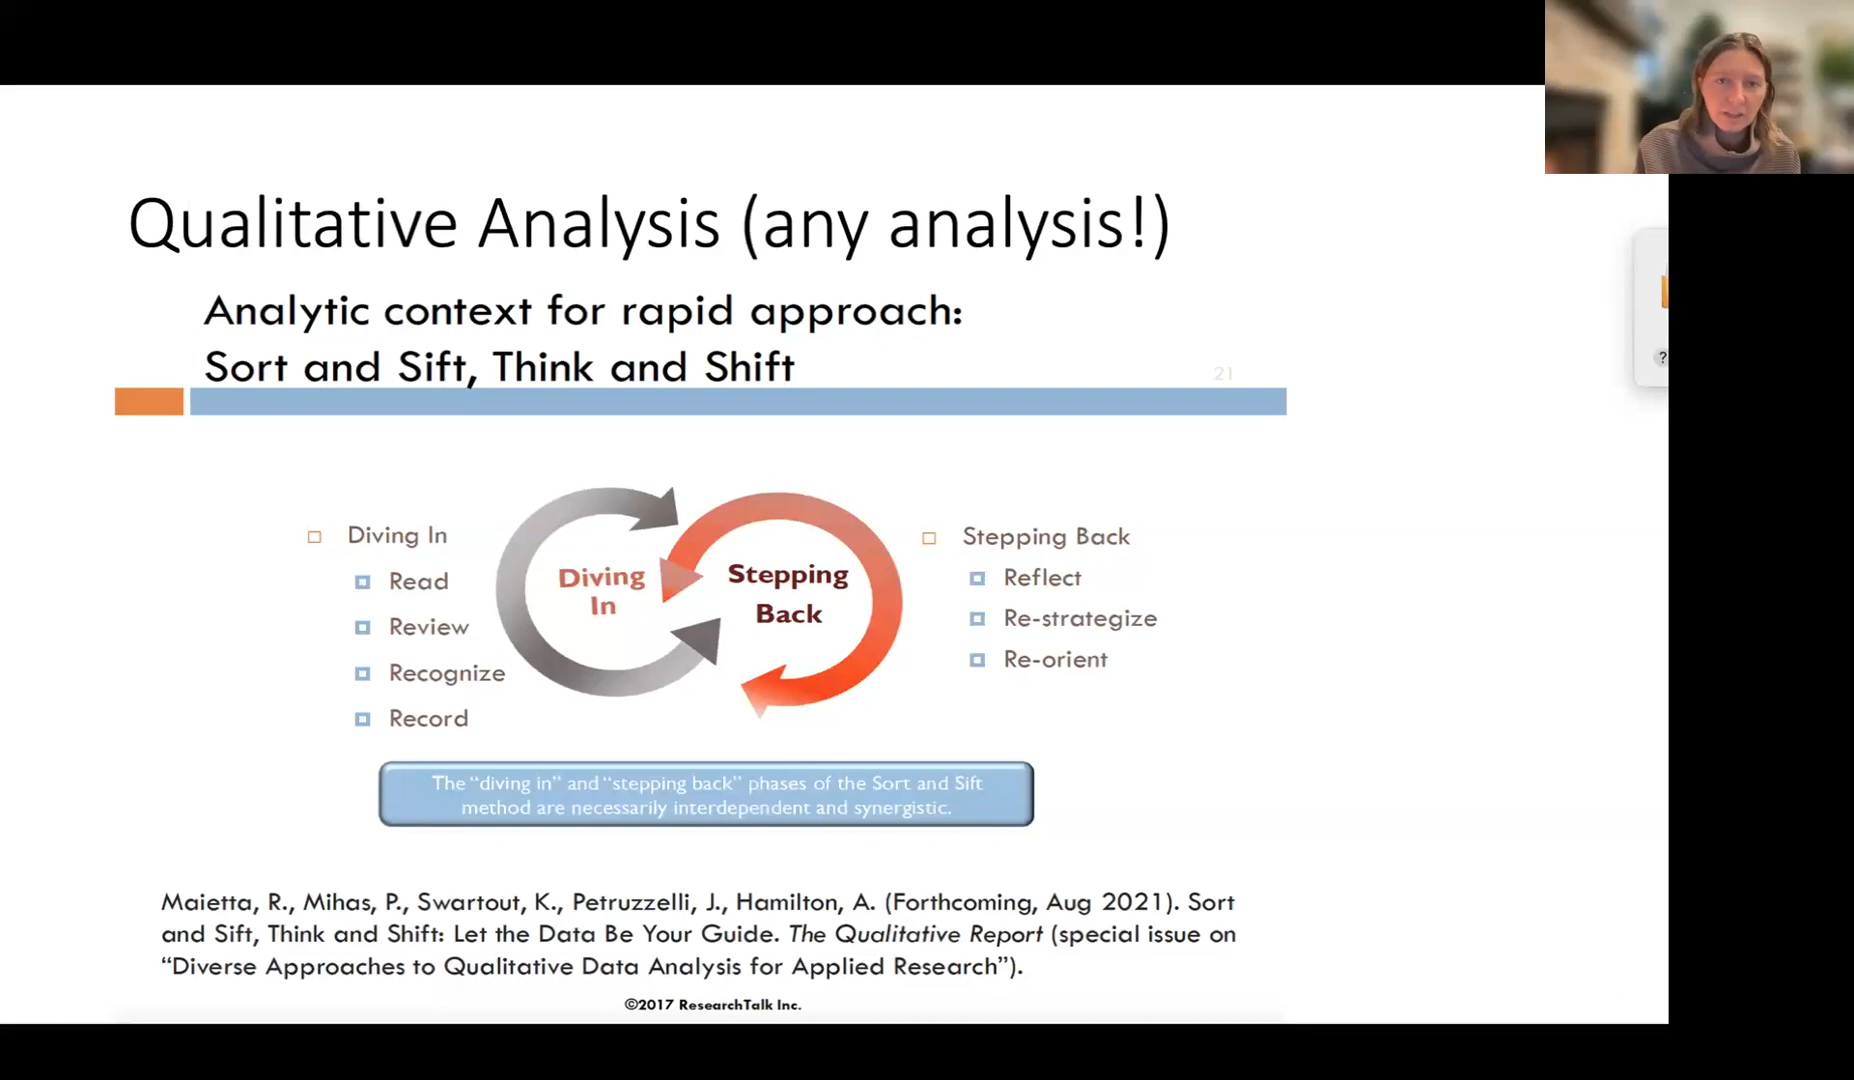 Qualitative Analysis (any analysis!)
Analytic context for rapid approach:
Sort and Sift, Think and Shift
21
Diving In
Read
Review
Recognize
Record
Diving
In
Stepping
Back
Stepping Back
Reflect
Re-strategize
Re-orient
The “diving in” and “stepping back” phases of the Sort and Sift
method are necessarily interdependent and synergistic.
Maietta, R., Mihas, P., Swartout, K., Petruzzelli, J., Hamilton, A. (Forthcoming, Aug 2021). Sort
and Sift, Think and Shift: Let the Data Be Your Guide. The Qualitative Report (special issue on
“Diverse Approaches to Qualitative Data Analysis for Applied Research”).
©2017 ResearchTalk Inc.
?